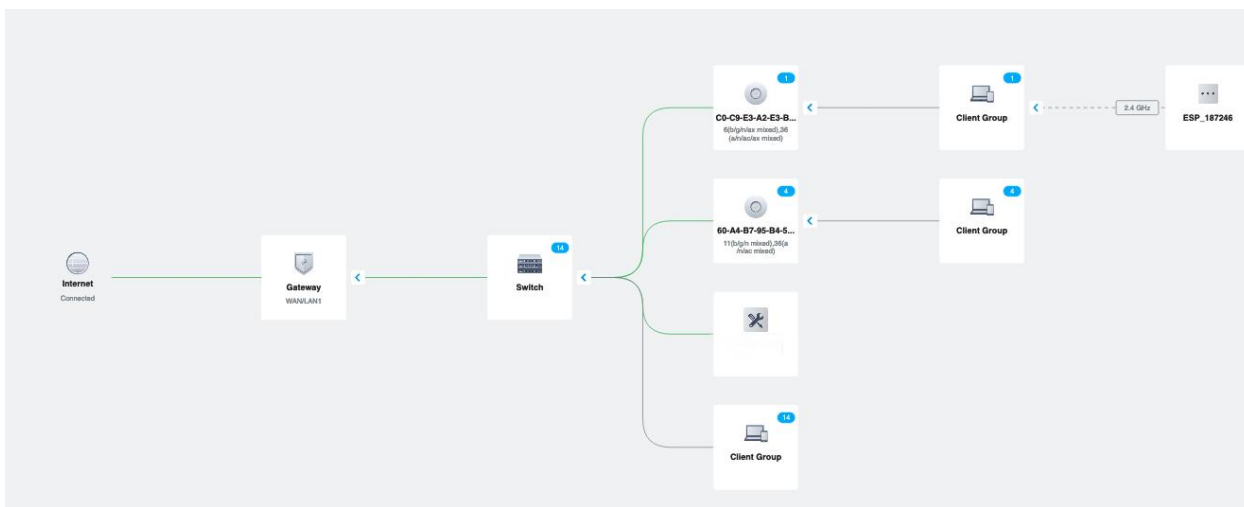 Internet
Connected
Gateway
WAN/LAN1
14
Switch
1
C0-C9-E3-A2-E3-B...
6(b/g/n/ax mixed),36
(a/n/ac/ax mixed)
1
Client Group
2.4 GHz
ESP_187246
4
60-A4-B7-95-B4-5...
11(b/g/n mixed),36(a
/n/ac mixed)
4
Client Group
14
Client Group